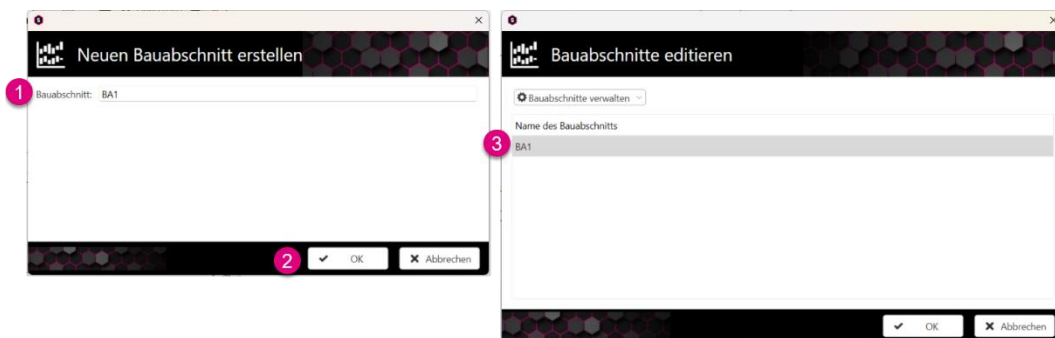 Neuen Bauabschnitt erstellen
1
Bauabschnitt: BA1
2
OK
Abbrechen
Bauabschnitte editieren
Bauabschnitte verwalten
Name des Bauabschnitts
3
BA1
OK
Abbrechen